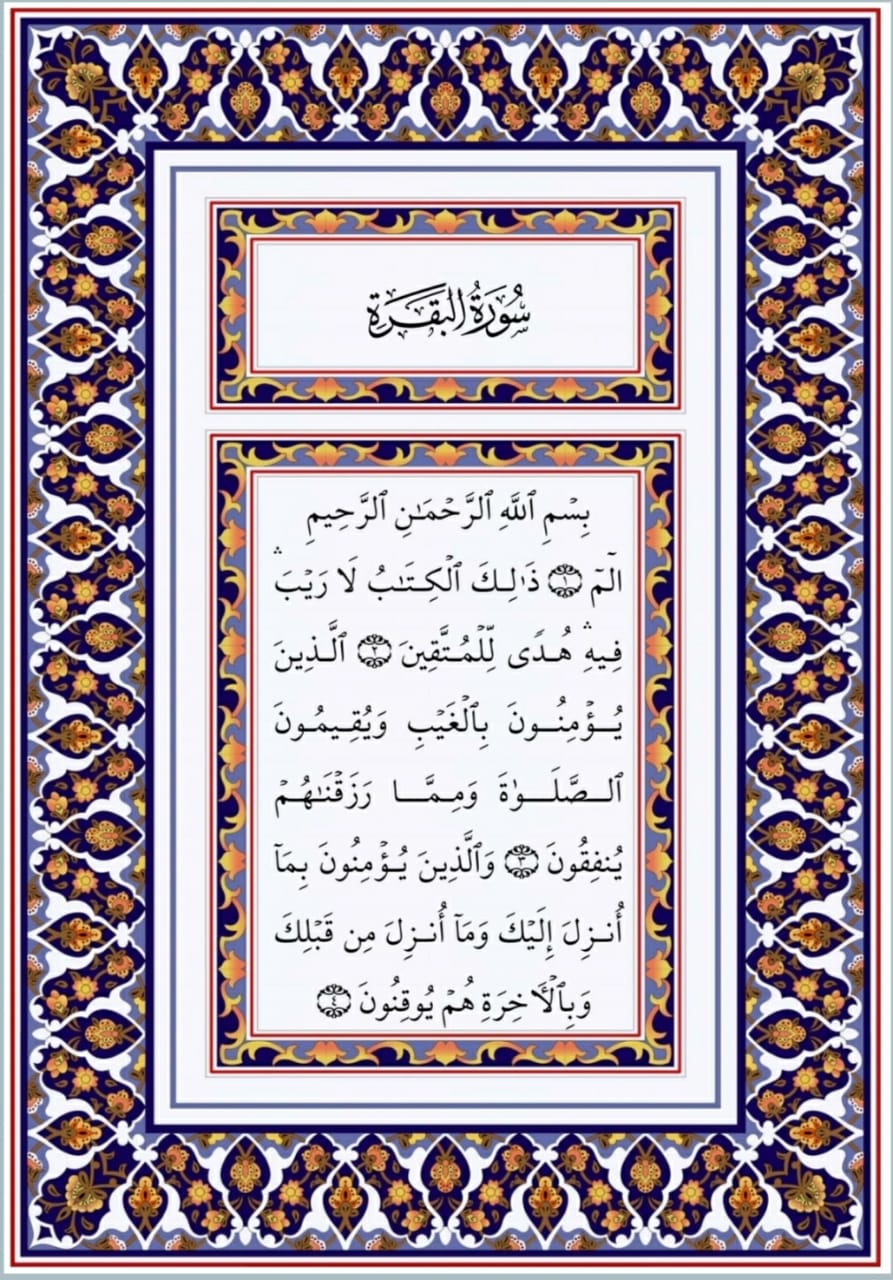 سُورَةُ البَقَرَةِ
بِسۡمِ ٱللَّهِ ٱلرَّحۡمَـٰنِ ٱلرَّحِيمِ
الٓمٓ ١ ذَٰلِكَ ٱلۡكِتَـٰبُ لَا رَيۡبَۛ
فِيهِۛ هُدٗى لِّلۡمُتَّقِينَ ٢ ٱلَّذِينَ
يُؤۡمِنُونَ بِٱلۡغَيۡبِ وَيُقِيمُونَ
ٱلصَّلَوٰةَ وَمِمَّا رَزَقۡنَـٰهُمۡ
يُنفِقُونَ ٣ وَٱلَّذِينَ يُؤۡمِنُونَ بِمَآ
أُنزِلَ إِلَيۡكَ وَمَآ أُنزِلَ مِن قَبۡلِكَ
وَبِٱلۡأَخِرَةِ هُمۡ يُوقِنُونَ ٤